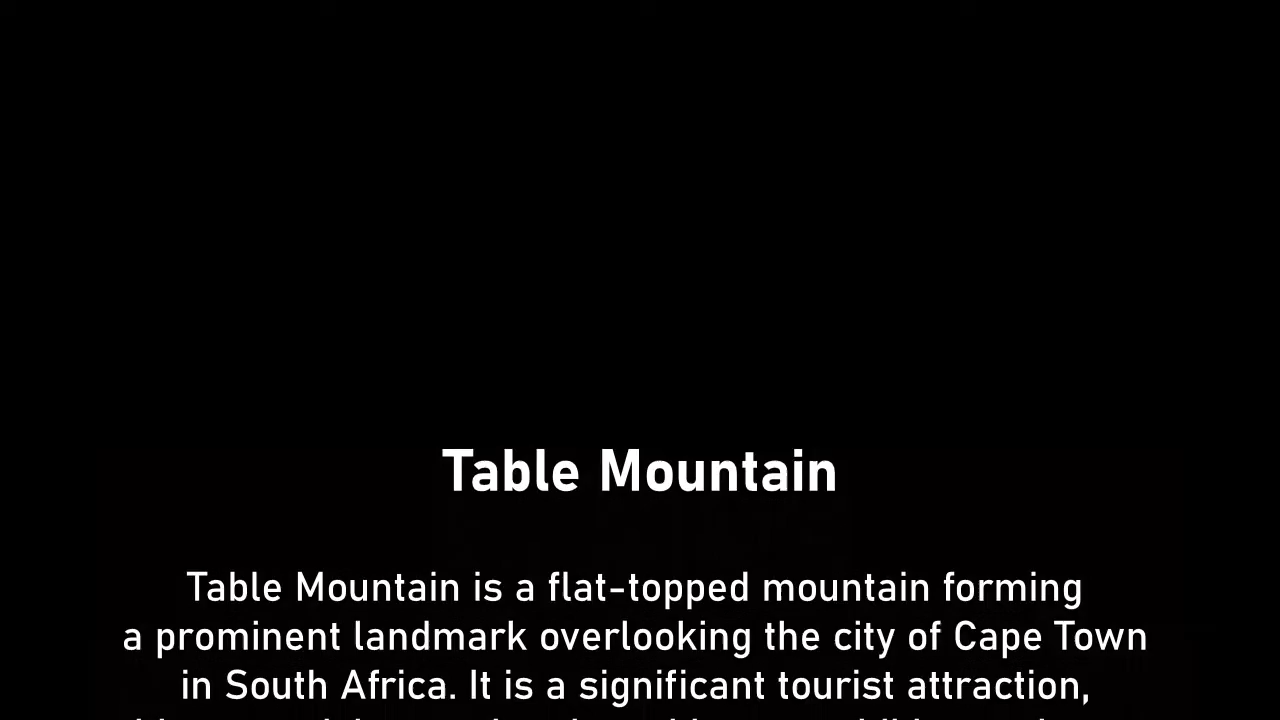 Table Mountain
Table Mountain is a flat-topped mountain forming
a prominent landmark overlooking the city of Cape Town
in South Africa. It is a significant tourist attraction,